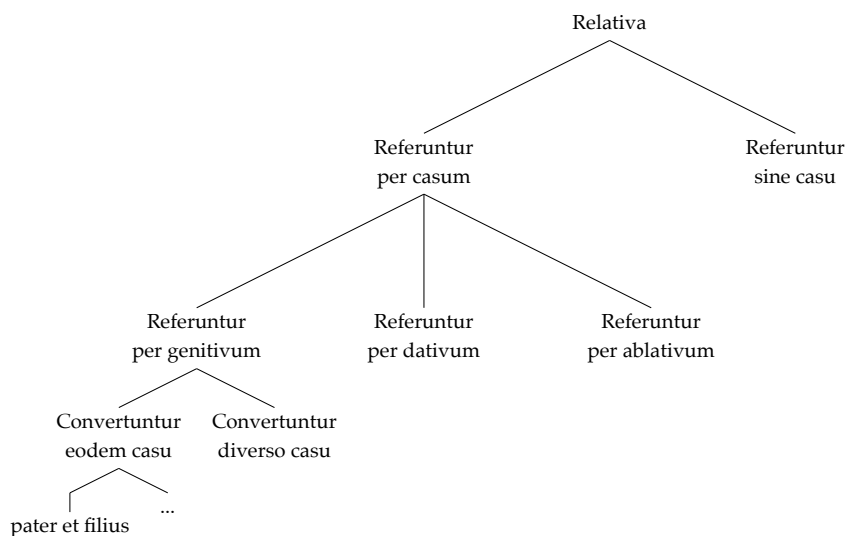 Relativa
Referuntur
per casum
Referuntur
sine casu
Referuntur
per genitivum
Referuntur
per dativum
Referuntur
per ablativum
Convertuntur
eodem casu
Convertuntur
diverso casu
pater et filius
...